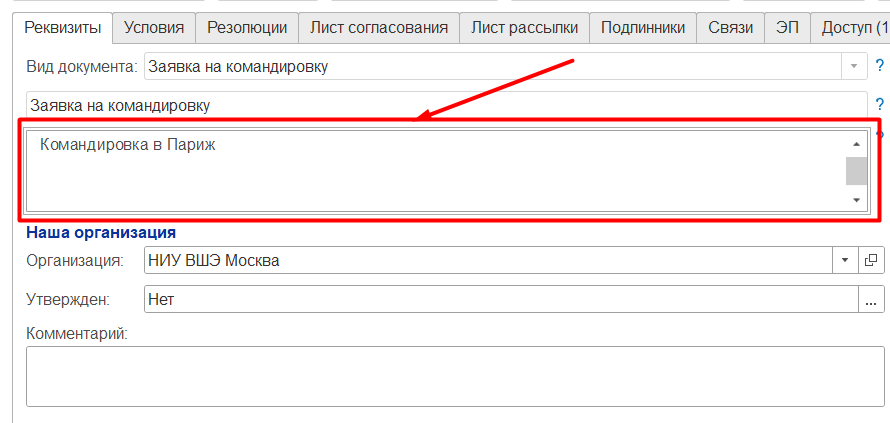 Реквизиты Условия Резолюции Лист согласования Лист рассылки Подлинники Связи ЭП Доступ (1
Вид документа: Заявка на командировку ?
Заявка на командировку ?
Командировка в Париж ?
Наша организация
Организация: НИУ ВШЭ Москва
Утвержден: Нет ...
Комментарий: